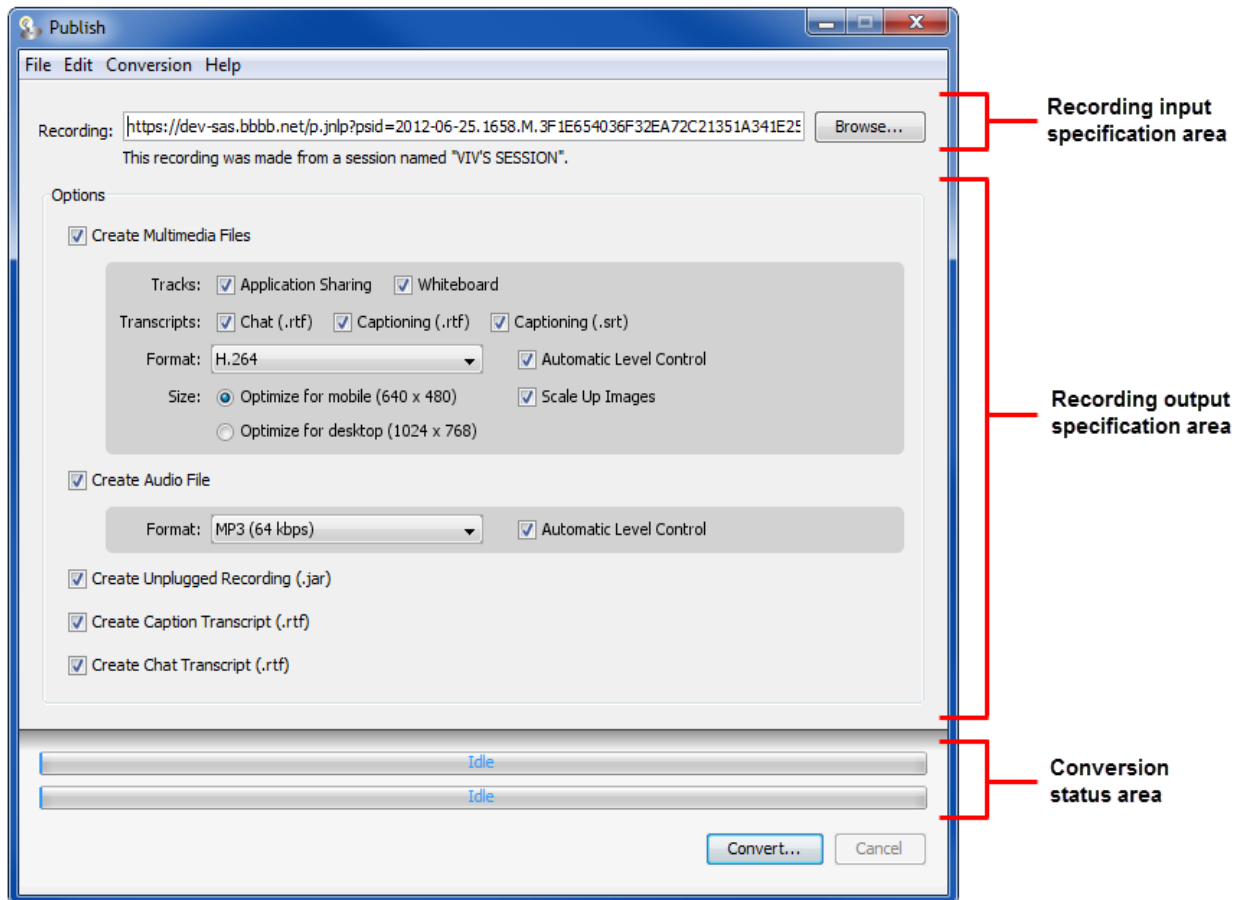 Publish
File Edit Conversion Help
Recording: https://dev-sas.bbbb.net/p.jnlp?psid=2012-06-25.1658.M.3F1E654036F32EA72C21351A341E25 Browse...
This recording was made from a session named "VIV'S SESSION".
Recording input
specification area
Options
Create Multimedia Files
Tracks: Application Sharing Whiteboard
Transcripts: Chat (.rtf) Captioning (.rtf) Captioning (.srt)
Format: H.264 Automatic Level Control
Size: Optimize for mobile (640 x 480) Scale Up Images
Optimize for desktop (1024 x 768)
Recording output
specification area
Create Audio File
Format: MP3 (64 kbps) Automatic Level Control
Create Unplugged Recording (.jar)
Create Caption Transcript (.rtf)
Create Chat Transcript (.rtf)
Idle
Idle
Conversion
status area
Convert... Cancel